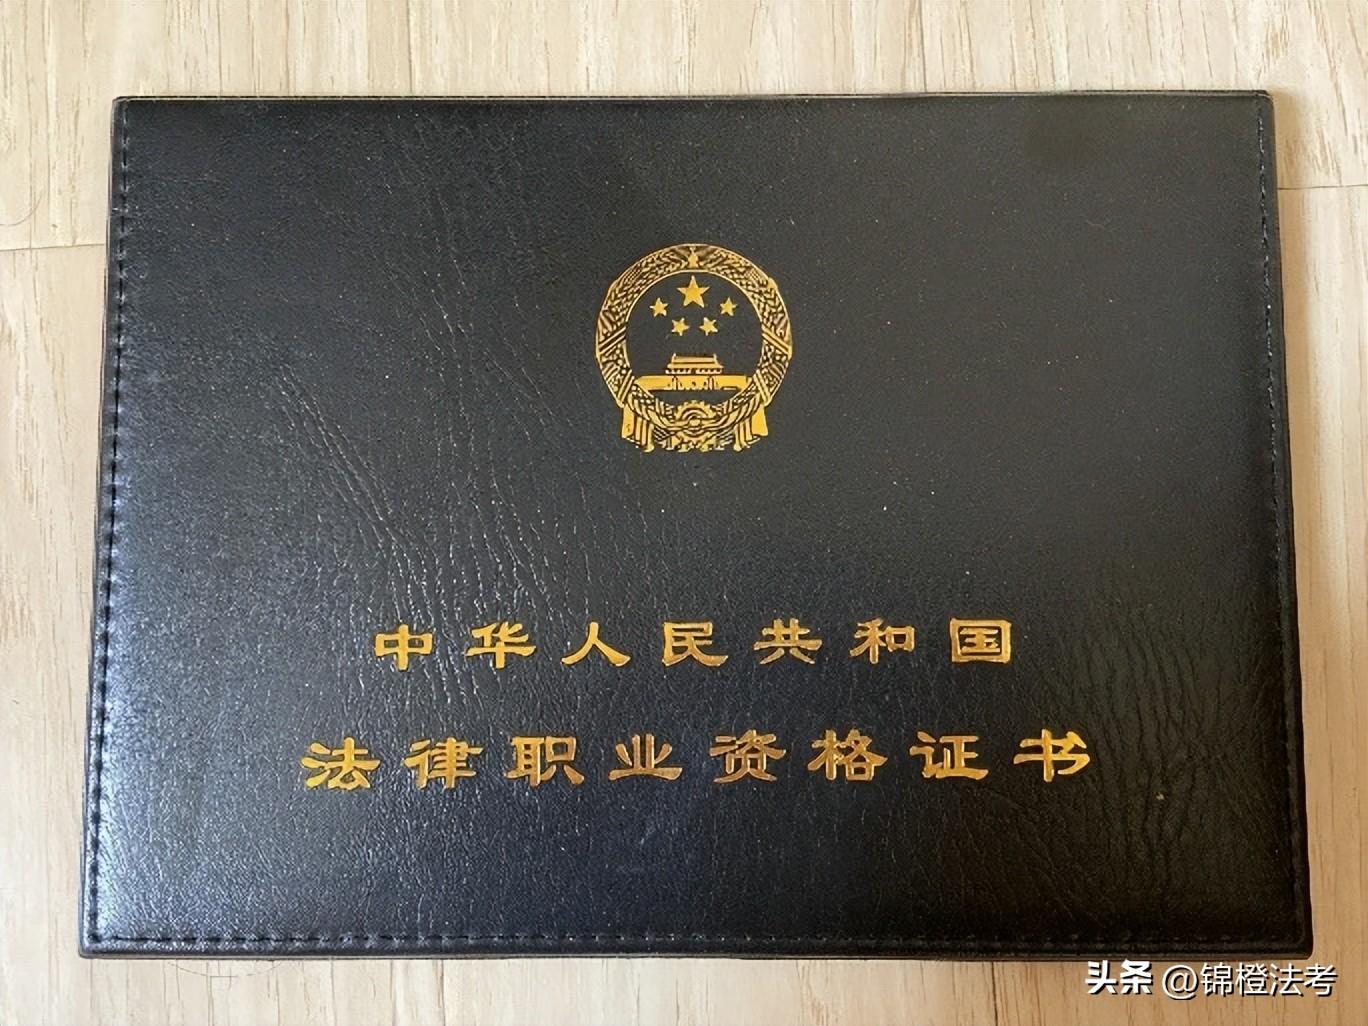 中华人民共和国
法律职业资格证书
头条 @锦橙法考